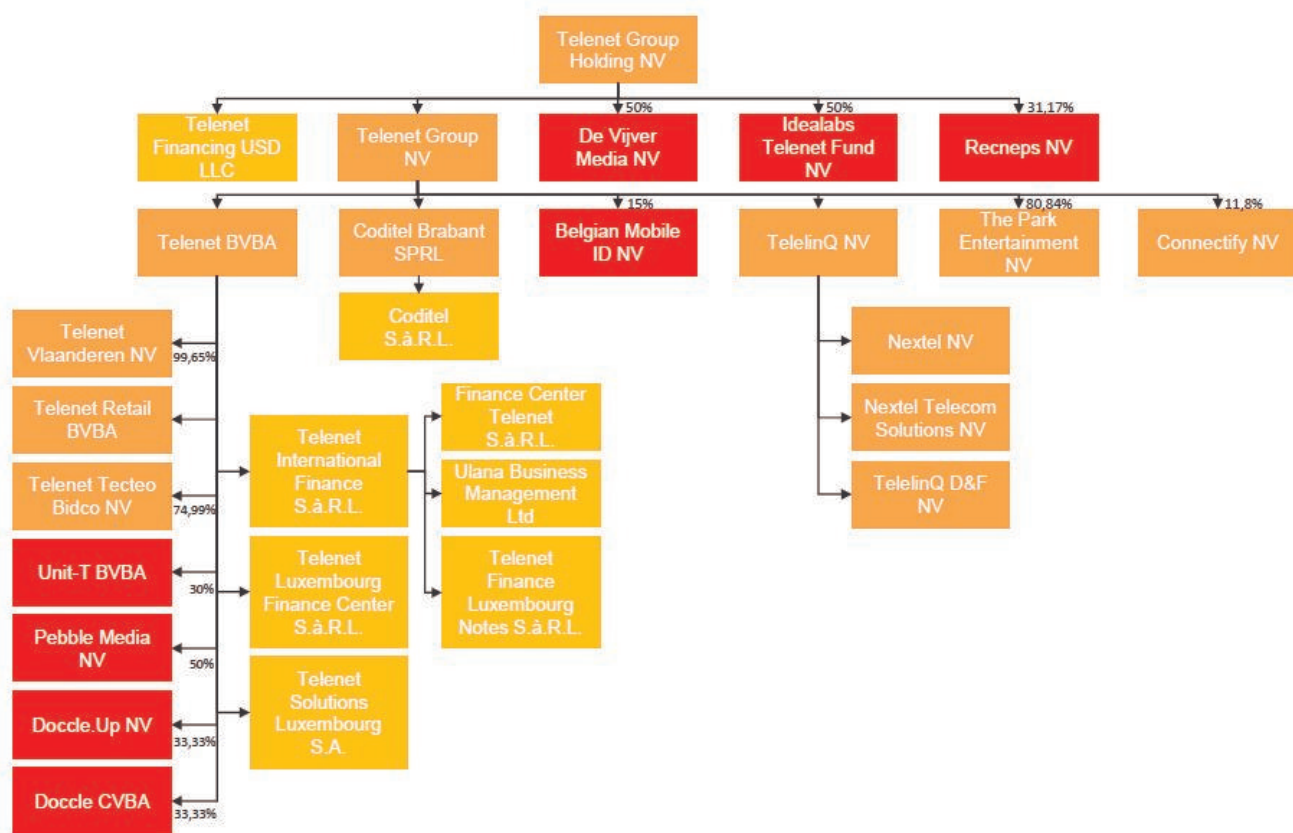 Telenet Group
Holding NV
50%
50%
31,17%
Telenet
Financing USD
LLC
Telenet Group
NV
De Vijver
Media NV
Idealabs
Telenet Fund
NV
Recneps NV
15%
80,84%
11,8%
Telenet BVBA
Coditel Brabant
SPRL
Belgian Mobile
ID NV
TelelinQ NV
The Park
Entertainment
NV
Connectify NV
Coditel
S.à.R.L.
Telenet
Vlaanderen NV
99,65%
Nextel NV
Telenet Retail
BVBA
Telenet
International
Finance
S.à.R.L.
Finance Center
Telenet
S.à.R.L.
Nextel Telecom
Solutions NV
Telenet Tecteo
Bidco NV
74,99%
Ulana Business
Management
Ltd
TelelinQ D&F
NV
Unit-T BVBA
30%
Telenet
Luxembourg
Finance Center
S.à.R.L.
Telenet
Finance
Luxembourg
Notes S.à.R.L.
Pebble Media
NV
50%
Doccle.Up NV
33,33%
Telenet
Solutions
Luxembourg
S.A.
Doccle CVBA
33,33%